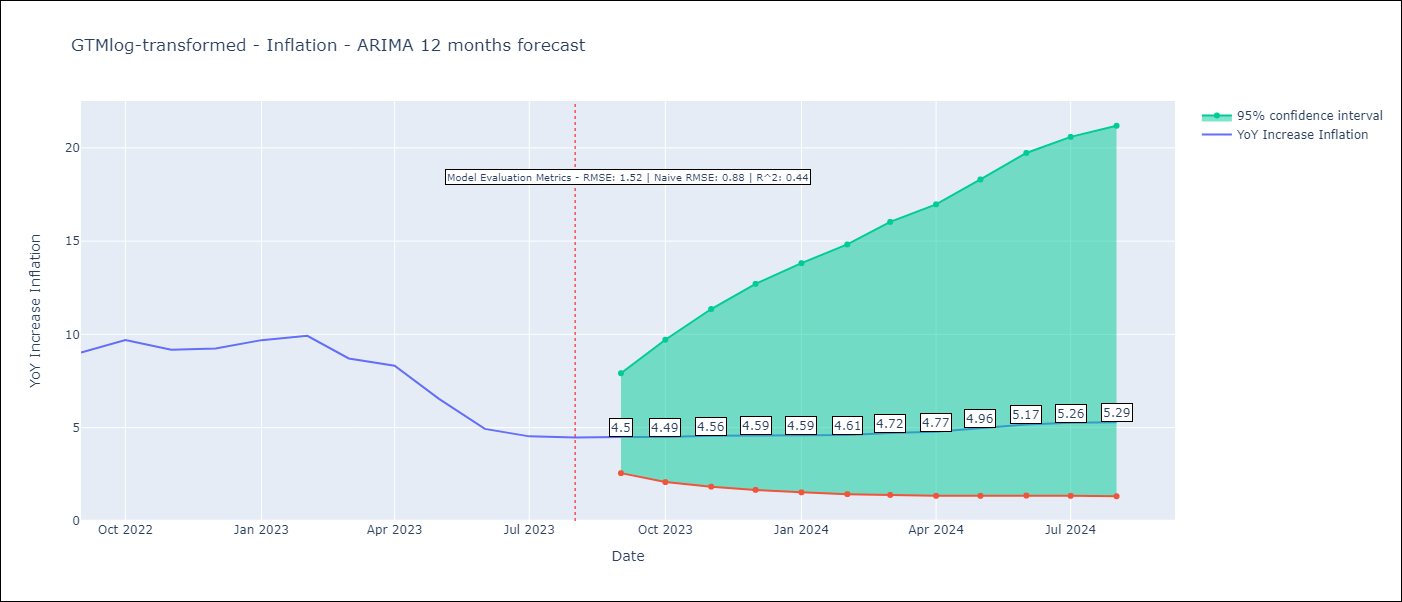 GTMlog-transformed - Inflation - ARIMA 12 months forecast
95% confidence interval
YoY Increase Inflation
Model Evaluation Metrics - RMSE: 1.52 | Naive RMSE: 0.88 | R^2: 0.44
YoY Increase Inflation
20
15
10
5
0
4.5
4.49
4.56
4.59
4.59
4.61
4.72
4.77
4.96
5.17
5.26
5.29
Oct 2022
Jan 2023
Apr 2023
Jul 2023
Oct 2023
Jan 2024
Apr 2024
Jul 2024
Date